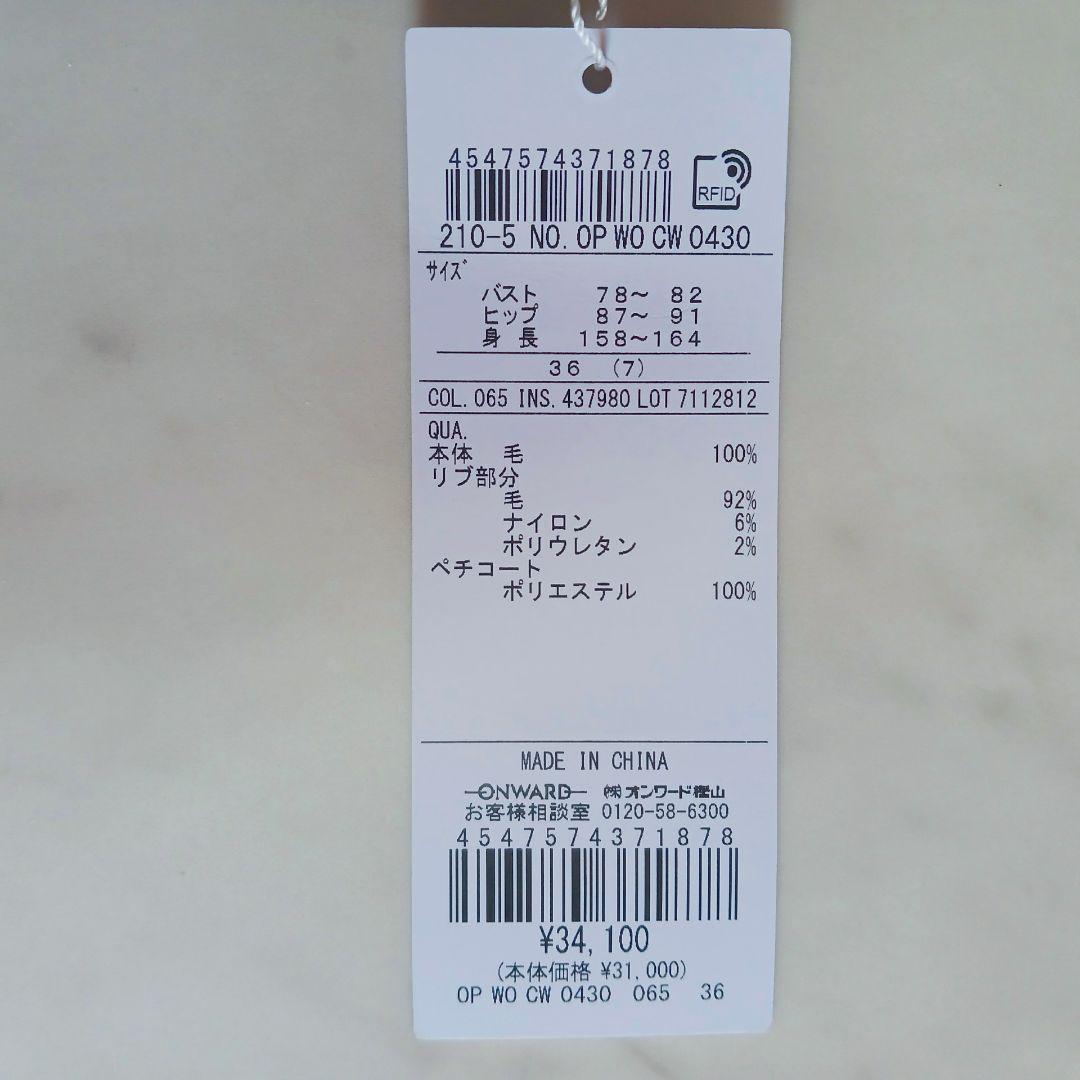 4547574371878
RFID
210-5 NO. OP WO CW 0430
サイズ
バスト 78～ 82
ヒップ 87～ 91
身 長 158～164
36 (7)
COL. 065 INS. 437980 LOT 7112812
QUA.
本体 毛 100%
リブ部分
毛 92%
ナイロン 6%
ポリウレタン 2%
ペチコート
ポリエステル 100%
MADE IN CHINA
ONWARD ㈱オンワード樫山
お客様相談室 0120-58-6300
4547574371878
¥34,100
(本体価格 ¥31,000)
OP WO CW 0430 065 36